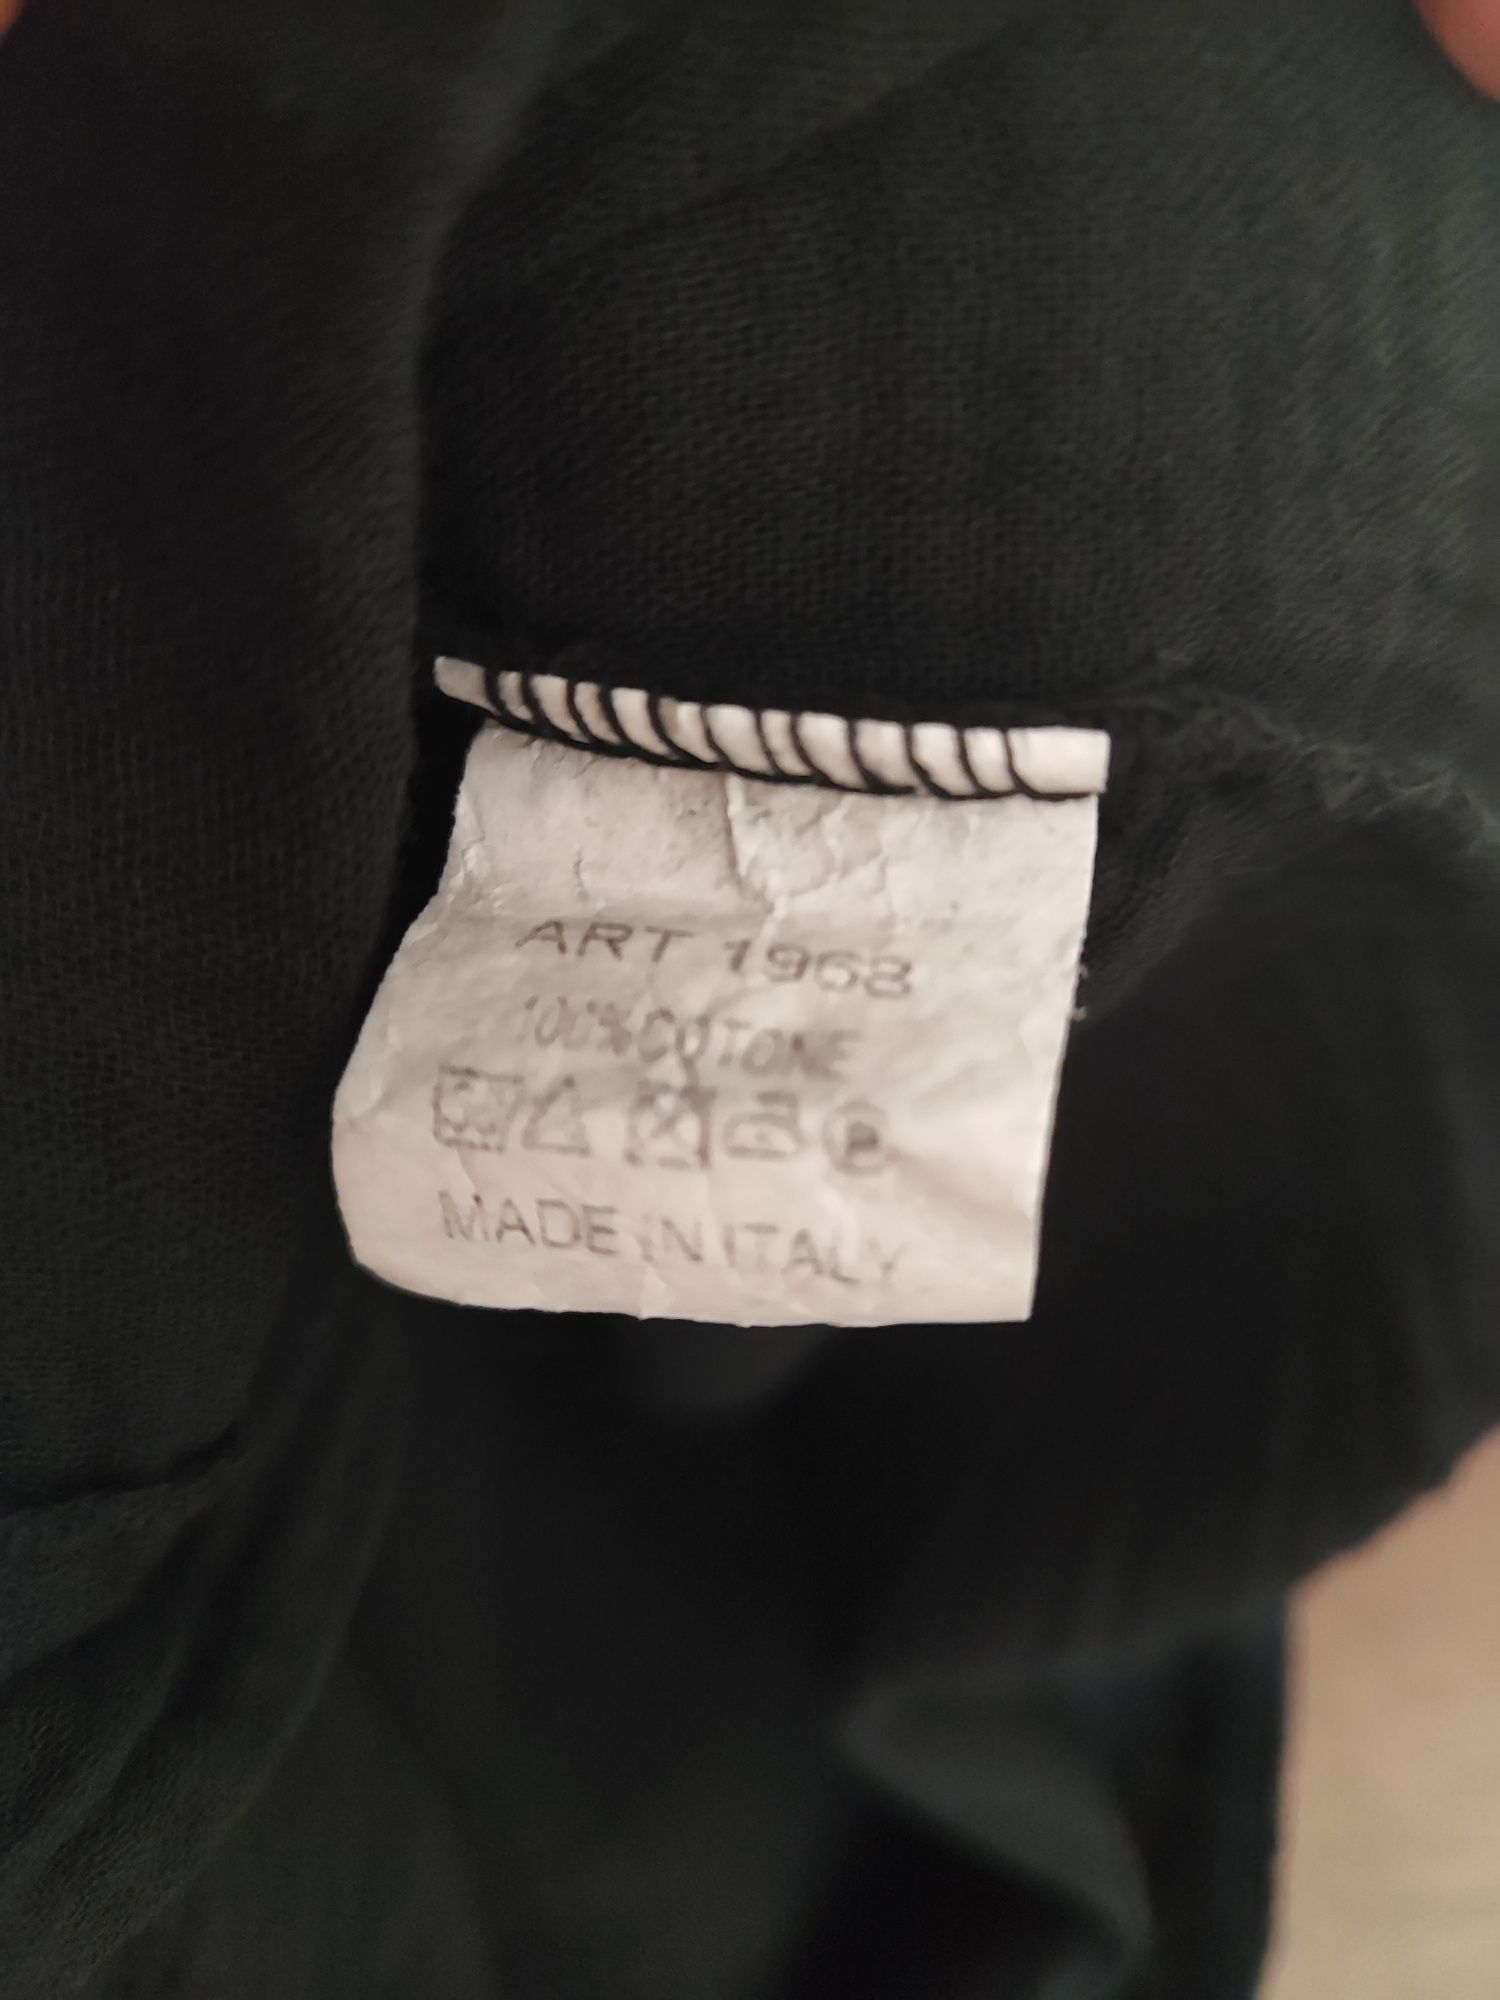 ART 1968
100% COTONE
MADE IN ITALY